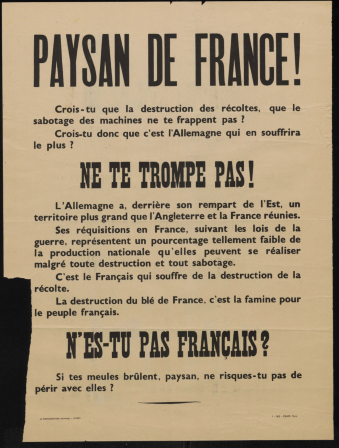 PAYSAN DE FRANCE!
Crois-tu que la destruction des récoltes, que le
sabotage des machines ne te frappent pas ?
Crois-tu donc que c'est l'Allemagne qui en souffrira
le plus ?
NE TE TROMPE PAS!
L'Allemagne a, derrière son rempart de l'Est, un
territoire plus grand que l'Angleterre et la France réunies.
Ses réquisitions en France, suivant les lois de la
guerre, représentent un pourcentage tellement faible de
la production nationale qu'elles peuvent se réaliser
malgré toute destruction et tout sabotage.
C'est le Français qui souffre de la destruction de la
récolte.
La destruction du blé de France, c'est la famine pour
le peuple français.
N'ES-TU PAS FRANÇAIS?
Si tes meules brûlent, paysan, ne risques-tu pas de
périr avec elles ?